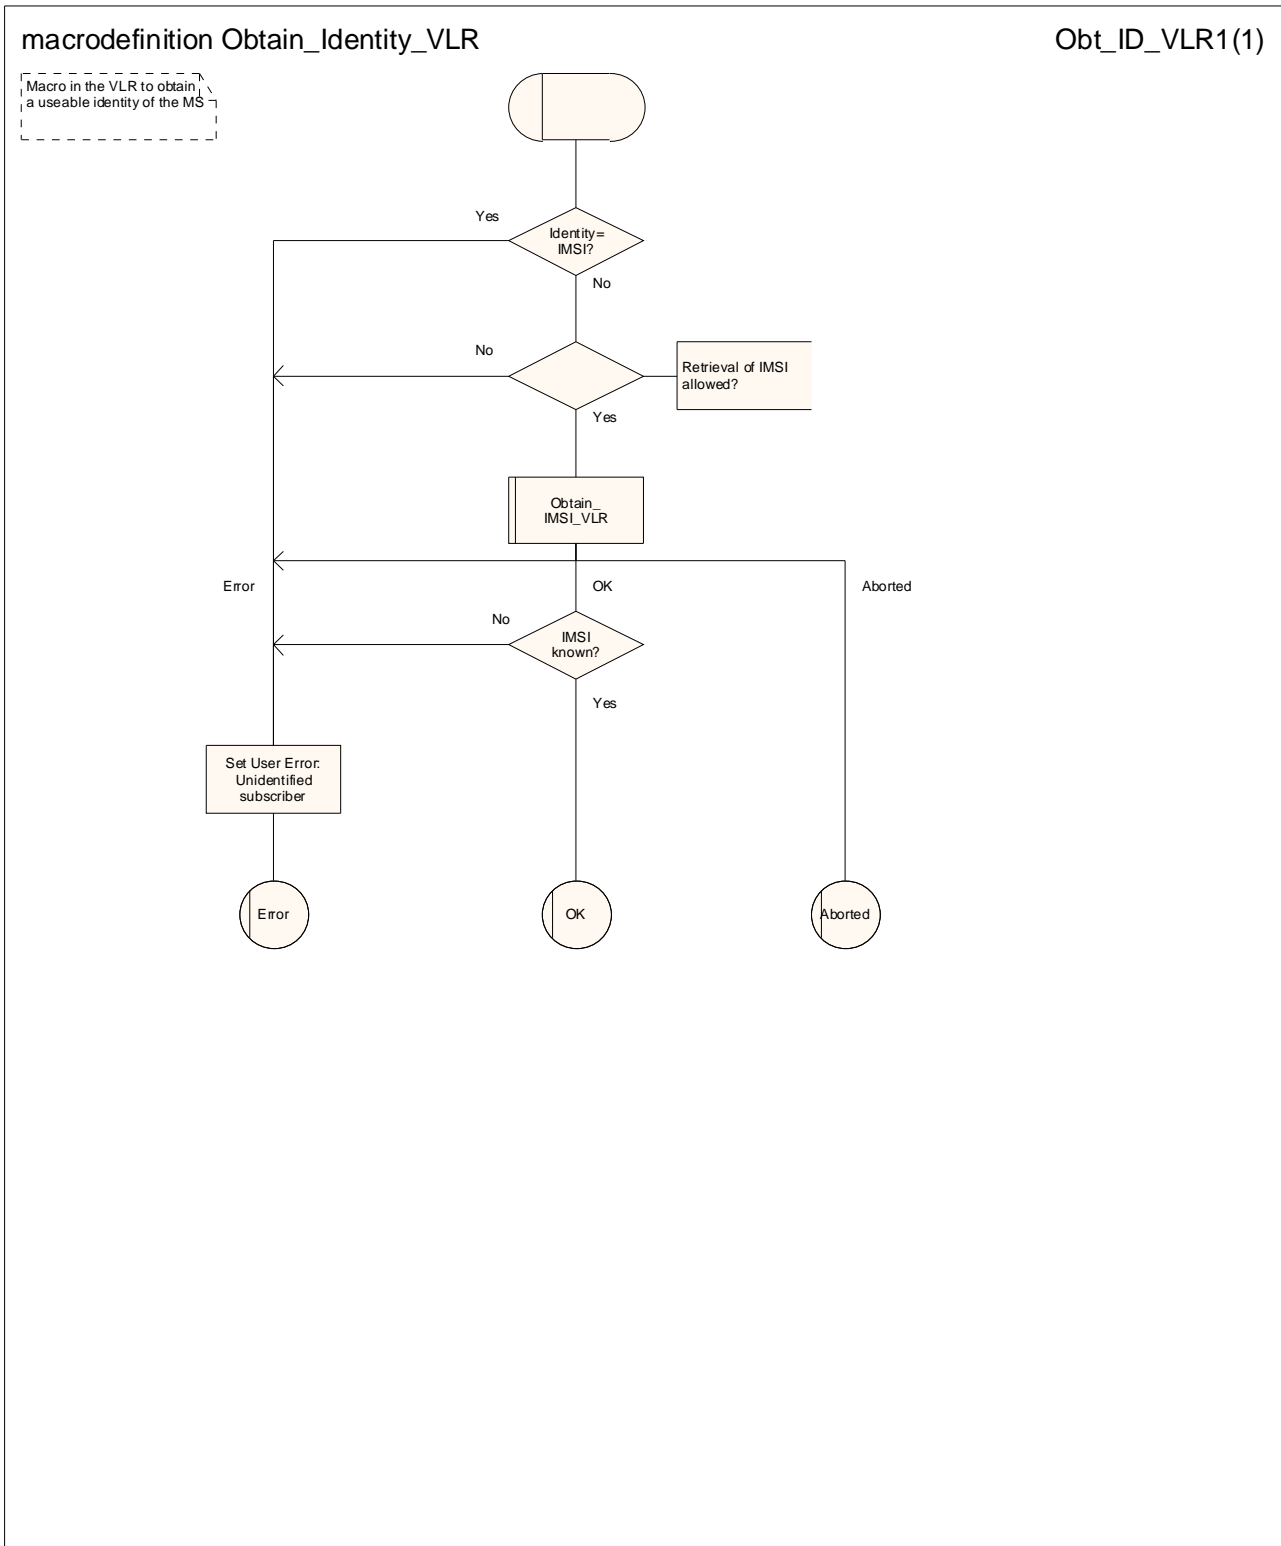 macrodefinition Obtain_Identity_VLR
Obt_ID_VLR1(1)
Macro in the VLR to obtain
a useable identity of the MS
Yes
Identity=
IMSI?
No
No
Retrieval of IMSI
allowed?
Yes
Obtain_
IMSI_VLR
Error
OK
Aborted
No
IMSI
known?
Yes
Set User Error:
Unidentified
subscriber
Error
OK
Aborted